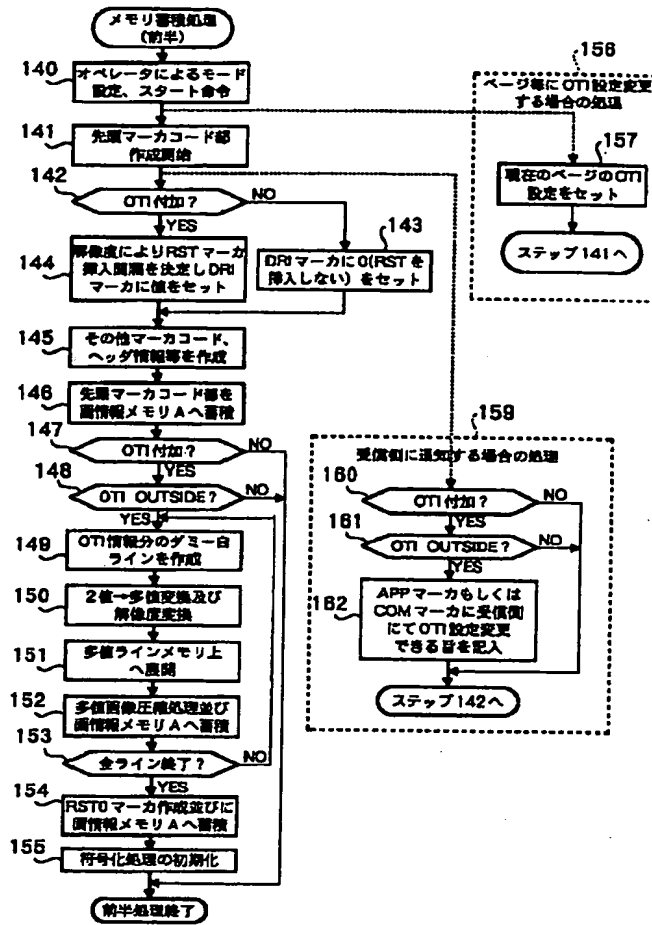 メモリ蓄積処理
(前半)
140
オペレータによるモード
設定、スタート命令
141
先頭マーカコード部
作成開始
142
OTI付加?
NO
YES
143
DRIマーカに0(RSTを
挿入しない)をセット
144
解像度によりRSTマーカ
挿入間隔を決定しDRI
マーカに値をセット
145
その他マーカコード、
ヘッダ情報等を作成
146
先頭マーカコード部を
画情報メモリAへ蓄積
147
OTI付加?
NO
YES
148
OTI OUTSIDE?
NO
YES
149
OTI情報分のダミー白
ラインを作成
150
2値→多値変換及び
解像度変換
151
多値ラインメモリ上
へ展開
152
多値画像圧縮処理並び
画情報メモリAへ蓄積
153
全ライン終了?
NO
YES
154
RST0マーカ作成並びに
画情報メモリAへ蓄積
155
符号化処理の初期化
前半処理終了
156
ページ毎にOTI設定変更
する場合の処理
157
現在のページのOTI
設定をセット
ステップ141へ
159
受信側に通知する場合の処理
160
OTI付加?
NO
YES
161
OTI OUTSIDE?
NO
YES
162
APPマーカもしくは
COMマーカに受信側
にてOTI設定変更
できる旨を記入
ステップ142へ